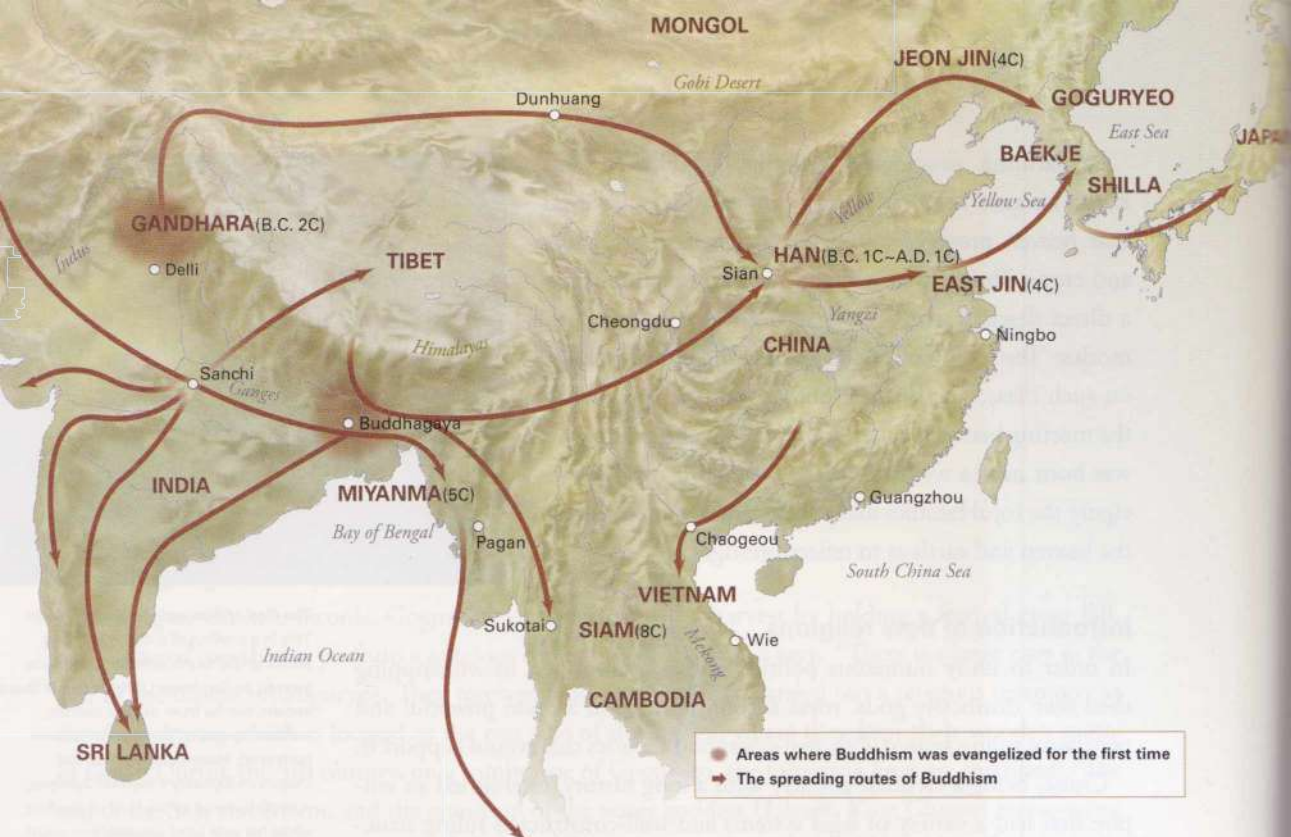 MONGOL
JEON JIN(4C)
Gobi Desert
Dunhuang
GOGURYEO
East Sea
JAPA
BAEKJE
SHILLA
Yellow Sea
Yellow
GANDHARA(B.C. 2C)
Indus
Delli
TIBET
HAN(B.C. 1C~A.D. 1C)
Sian
EAST JIN(4C)
Cheongdu
Yangzi
Ningbo
Himalayas
CHINA
Sanchi
Ganges
Buddhagaya
INDIA
MIYANMA(5C)
Guangzhou
Bay of Bengal
Pagan
Chaogeou
South China Sea
VIETNAM
Sukotai
SIAM(8C)
Mekong
Wie
Indian Ocean
CAMBODIA
SRI LANKA
Areas where Buddhism was evangelized for the first time
The spreading routes of Buddhism